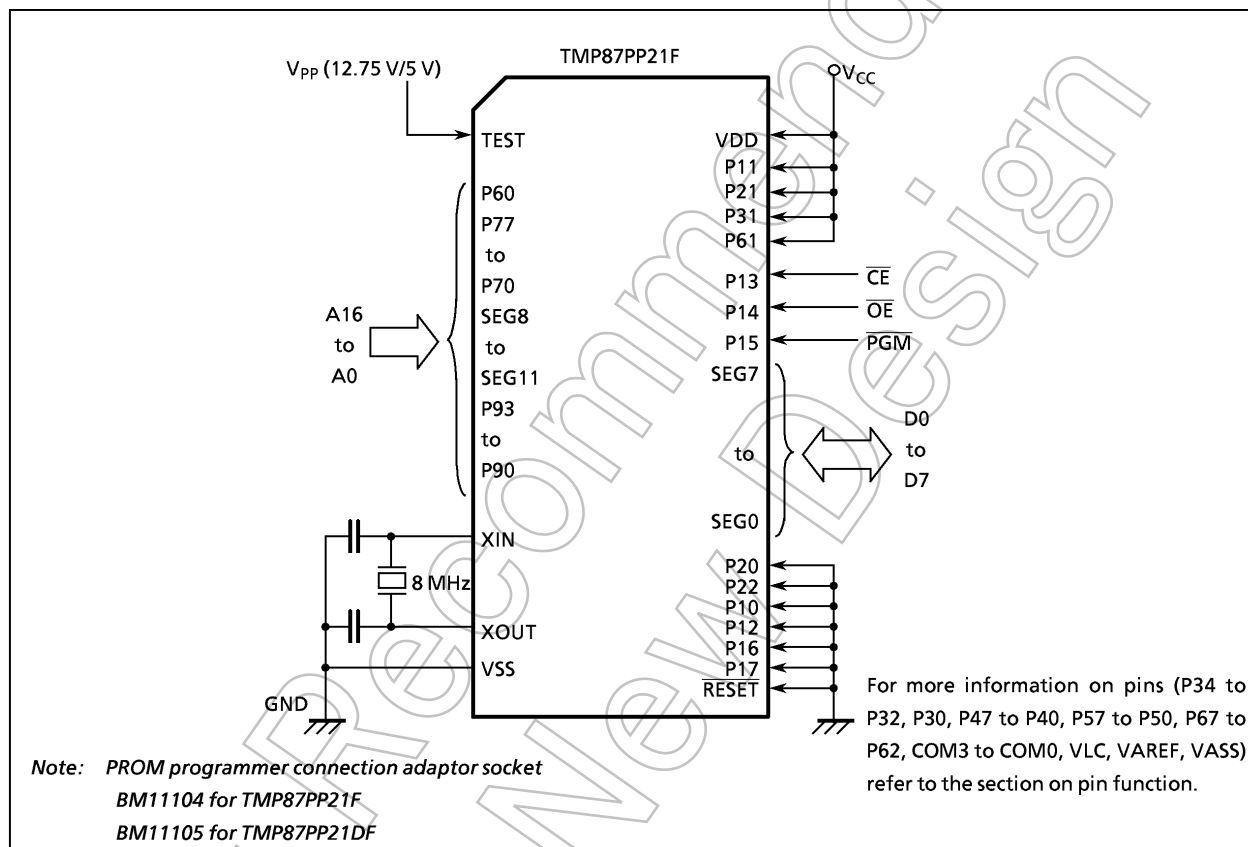 TMP87PP21F
VPP (12.75 V/5 V)
VCC
TEST
P60
P77
to
P70
SEG8
to
SEG11
P93
to
P90
A16
to
A0
XIN
8 MHz
XOUT
VSS
GND
VDD
P11
P21
P31
P61
P13
CE
P14
OE
P15
PGM
SEG7
to
SEG0
D0
to
D7
P20
P22
P10
P12
P16
P17
RESET
For more information on pins (P34 to
P32, P30, P47 to P40, P57 to P50, P67 to
P62, COM3 to COM0, VLC, VAREF, VASS)
refer to the section on pin function.
Note: PROM programmer connection adaptor socket
BM11104 for TMP87PP21F
BM11105 for TMP87PP21DF
Recommend
New Design